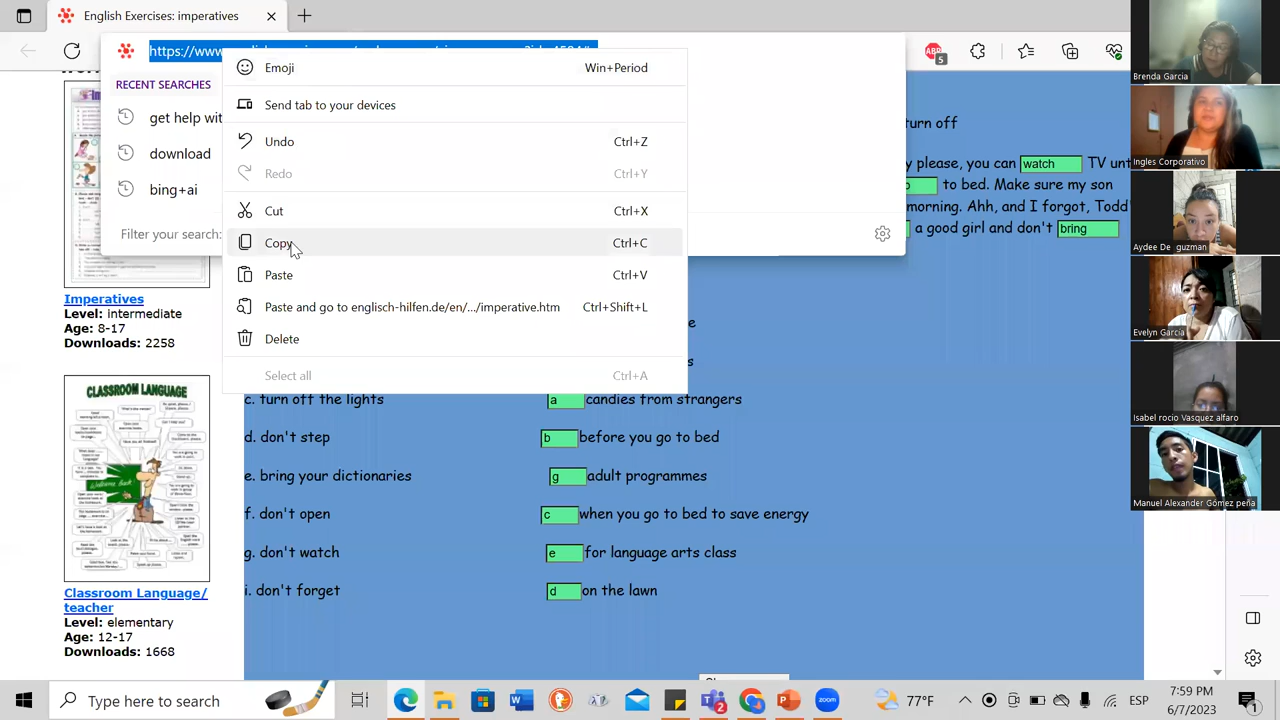 English Exercises: imperatives
https://www
RECENT SEARCHES
get help wit
download
bing+ai
Filter your search:
Emoji Win+Period
Send tab to your devices
Undo Ctrl+Z
Redo Ctrl+Y
Cut Ctrl+X
Copy Ctrl+C
Paste Ctrl+V
Paste and go to englisch-hilfen.de/en/.../imperative.htm Ctrl+Shift+L
Delete
Select all Ctrl+A
ABP
5
turn off
y please, you can watch TV unt
to bed. Make sure my son
morning. Ahh, and I forgot, Todd
a good girl and don't bring
Imperatives
Level: intermediate
Age: 8-17
Downloads: 2258
CLASSROOM LANGUAGE
Classroom Language/
teacher
Level: elementary
Age: 12-17
Downloads: 1668
c. turn off the lights a candies from strangers
d. don't step b before you go to bed
e. bring your dictionaries g adult programmes
f. don't open c when you go to bed to save energy
g. don't watch e language arts class
i. don't forget d on the lawn
Brenda Garcia
Ingles Corporativo
Aydee De guzman
Evelyn Garcia
Isabel rocio Vasquez alfaro
Manuel Alexander Gómez peña
Type here to search
77°F
ESP
7:59 PM
6/7/2023